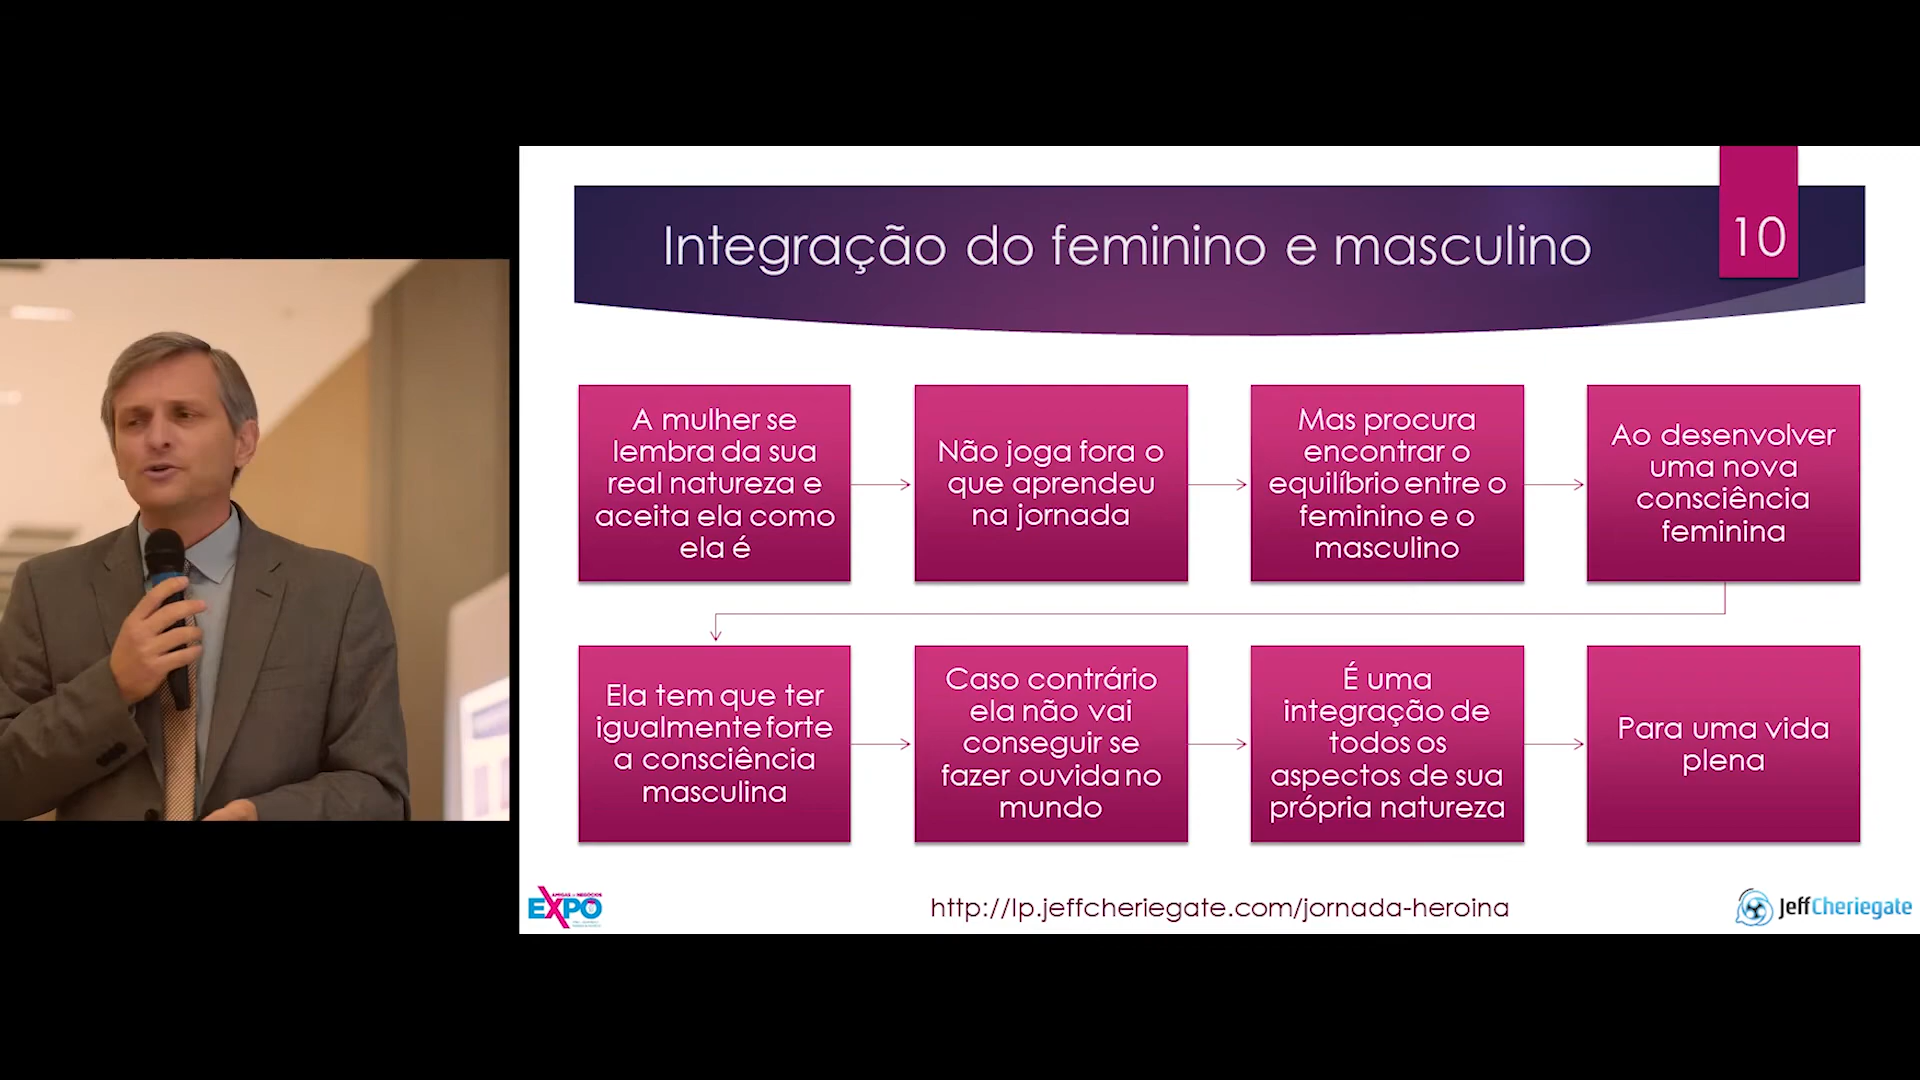 Integração do feminino e masculino
10
A mulher se
lembra da sua
real natureza e
aceita ela como
ela é
Não joga fora o
que aprendeu
na jornada
Mas procura
encontrar o
equilíbrio entre o
feminino e o
masculino
Ao desenvolver
uma nova
consciência
feminina
Ela tem que ter
igualmente forte
a consciência
masculina
Caso contrário
ela não vai
conseguir se
fazer ouvida no
mundo
É uma
integração de
todos os
aspectos de sua
própria natureza
Para uma vida
plena
EXPO
http://lp.jeffcheriegate.com/jornada-heroina
JeffCheriegate